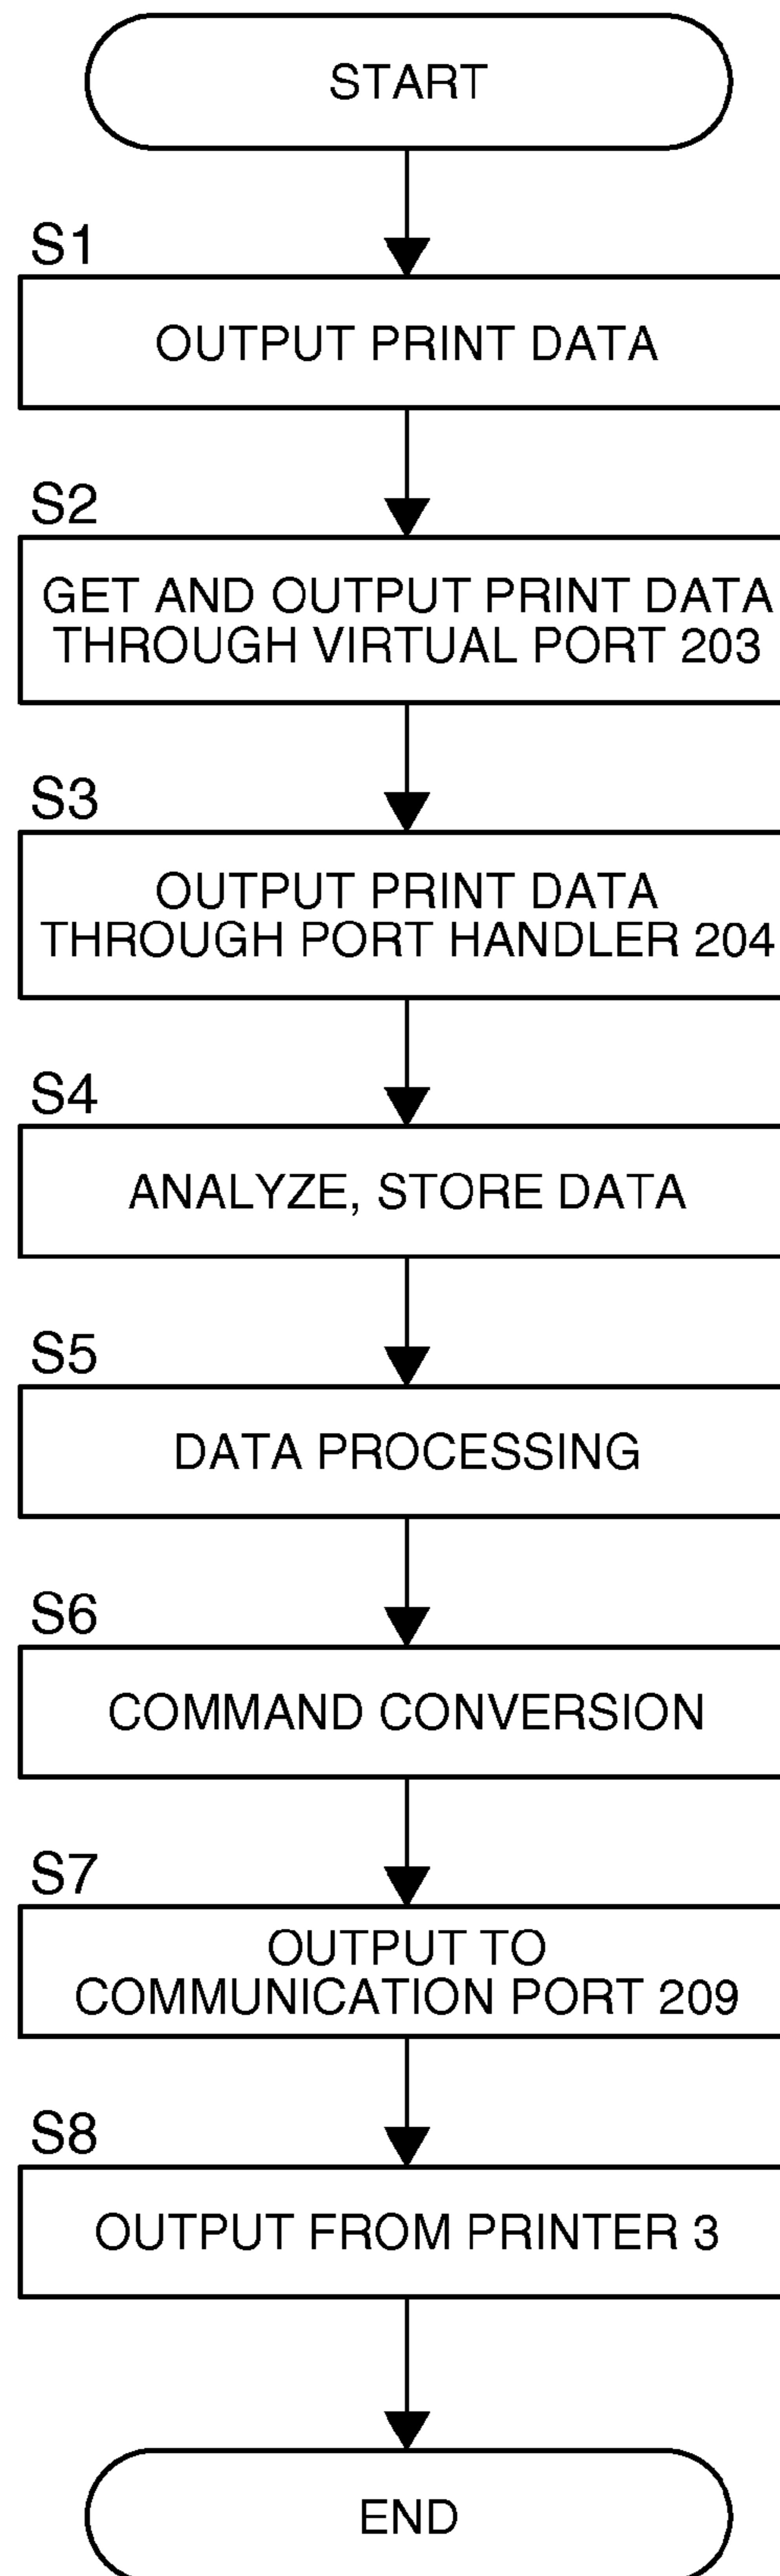 START
S1
OUTPUT PRINT DATA
S2
GET AND OUTPUT PRINT DATA
THROUGH VIRTUAL PORT 203
S3
OUTPUT PRINT DATA
THROUGH PORT HANDLER 204
S4
ANALYZE, STORE DATA
S5
DATA PROCESSING
S6
COMMAND CONVERSION
S7
OUTPUT TO
COMMUNICATION PORT 209
S8
OUTPUT FROM PRINTER 3
END